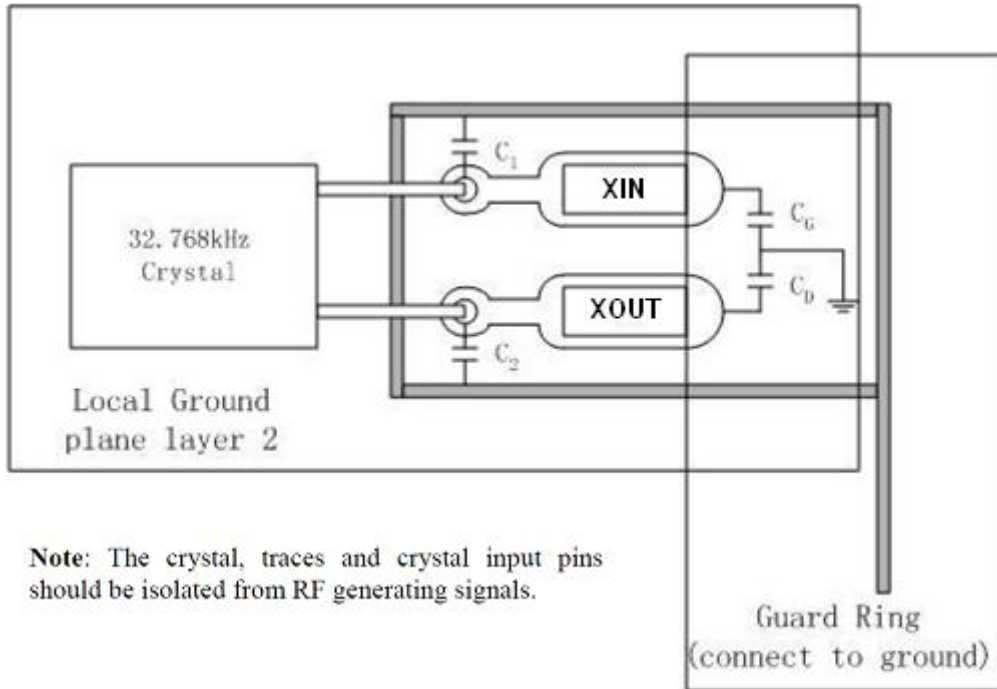 C1
XIN
32.768kHz
Crystal
CG
CD
XOUT
C2
Local Ground
plane layer 2
Note: The crystal, traces and crystal input pins
should be isolated from RF generating signals.
Guard Ring
(connect to ground)